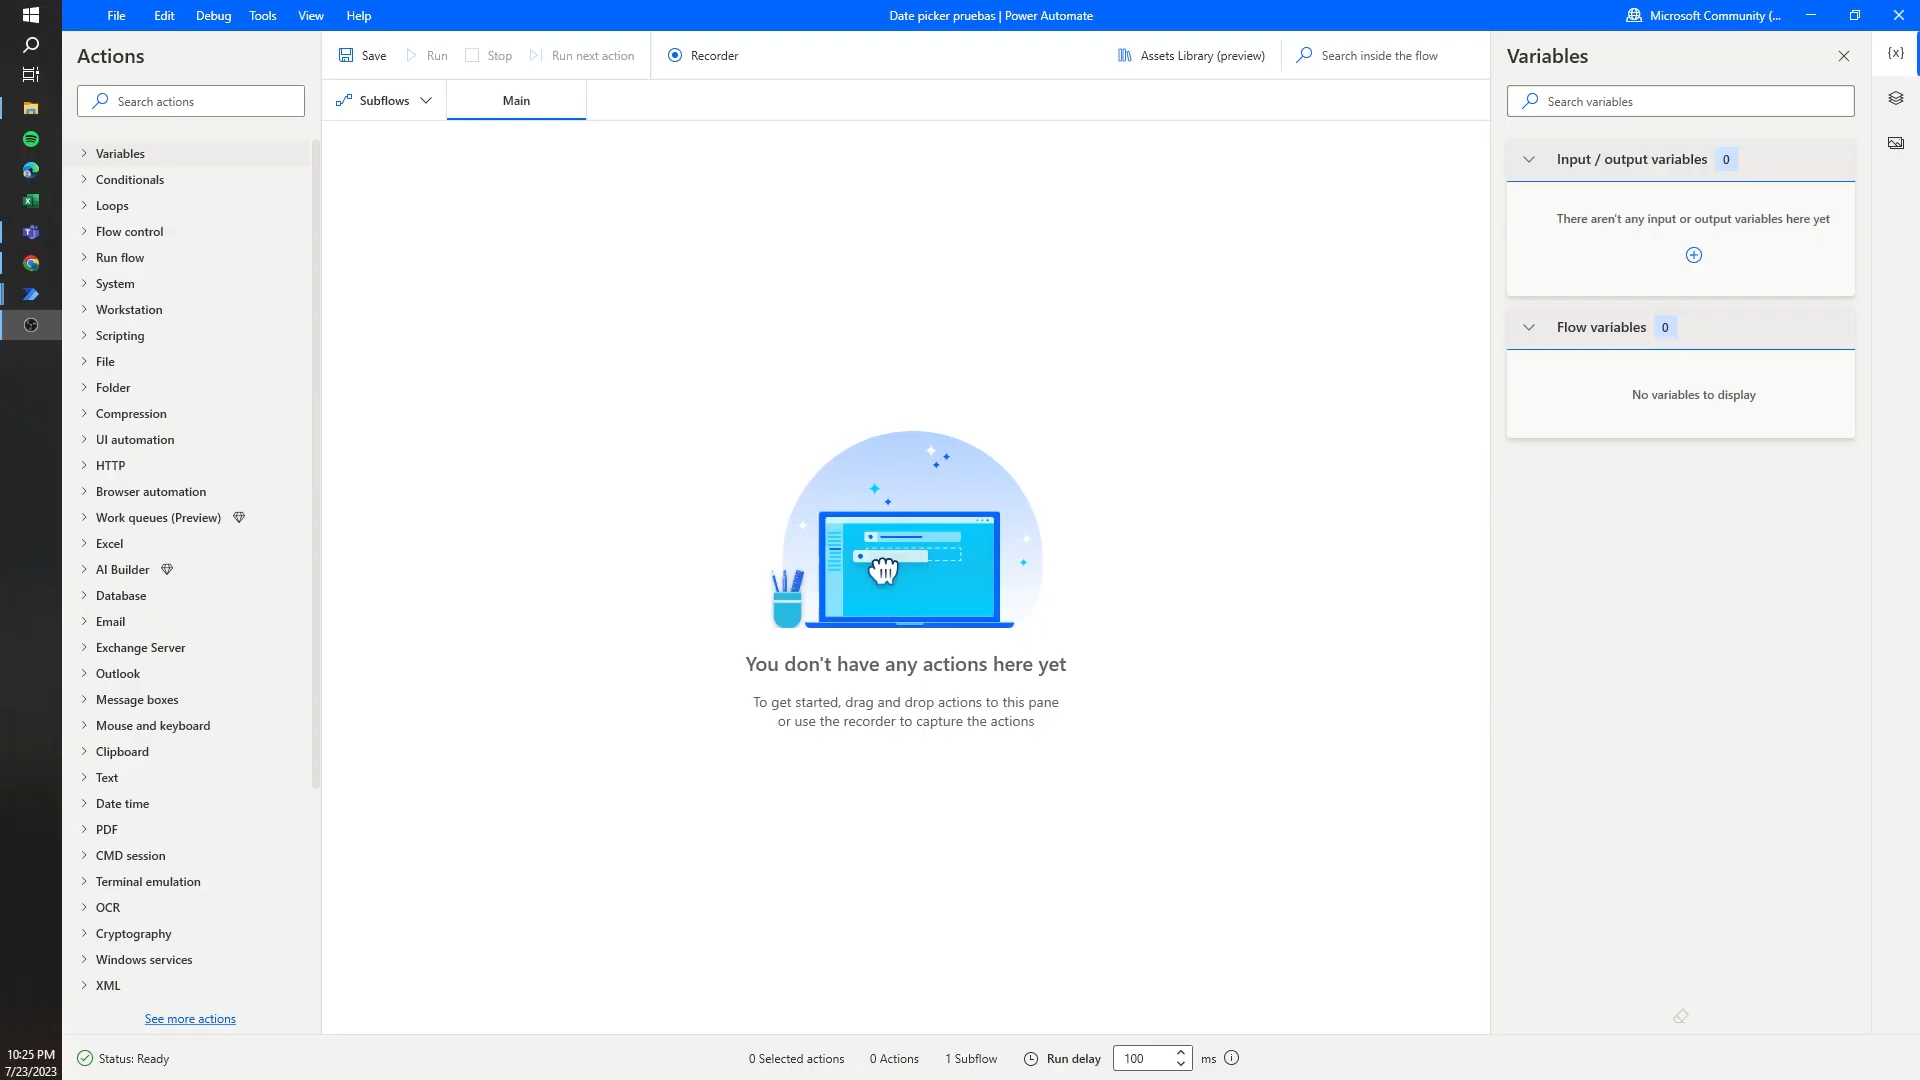 File Edit Debug Tools View Help
Date picker pruebas | Power Automate
Microsoft Community (...
Actions
Search actions
Variables
Conditionals
Loops
Flow control
Run flow
System
Workstation
Scripting
File
Folder
Compression
UI automation
HTTP
Browser automation
Work queues (Preview)
Excel
AI Builder
Database
Email
Exchange Server
Outlook
Message boxes
Mouse and keyboard
Clipboard
Text
Date time
PDF
CMD session
Terminal emulation
OCR
Cryptography
Windows services
XML
See more actions
Save Run Stop Run next action Recorder
Assets Library (preview) Search inside the flow
Subflows Main
You don't have any actions here yet
To get started, drag and drop actions to this pane
or use the recorder to capture the actions
Variables
{x}
Search variables
Input / output variables 0
There aren't any input or output variables here yet
Flow variables 0
No variables to display
Status: Ready
0 Selected actions 0 Actions 1 Subflow Run delay 100 ms
10:25 PM
7/23/2023